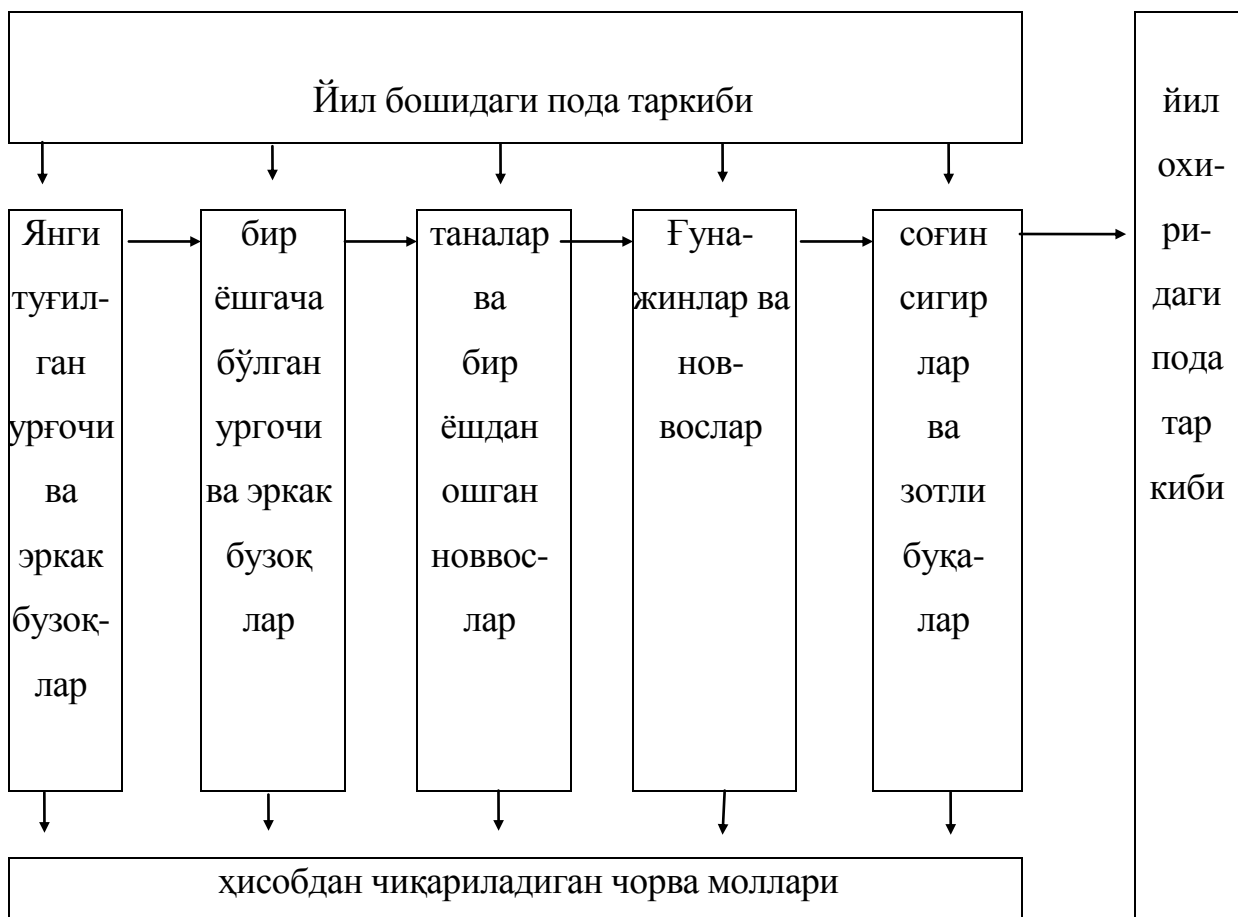 Йил бошидаги пода таркиби
Янги
туғил-
ган
урғочи
ва
эркак
бузоқ-
лар
бир
ёшгача
бўлган
ургочи
ва эркак
бузоқ
лар
таналар
ва
бир
ёшдан
ошган
новвос-
лар
Ғуна-
жинлар ва
нов-
вослар
соғин
сигир
лар
ва
зотли
буқа-
лар
йил
охи-
ри-
даги
пода
тар
киби
ҳисобдан чиқариладиган чорва моллари